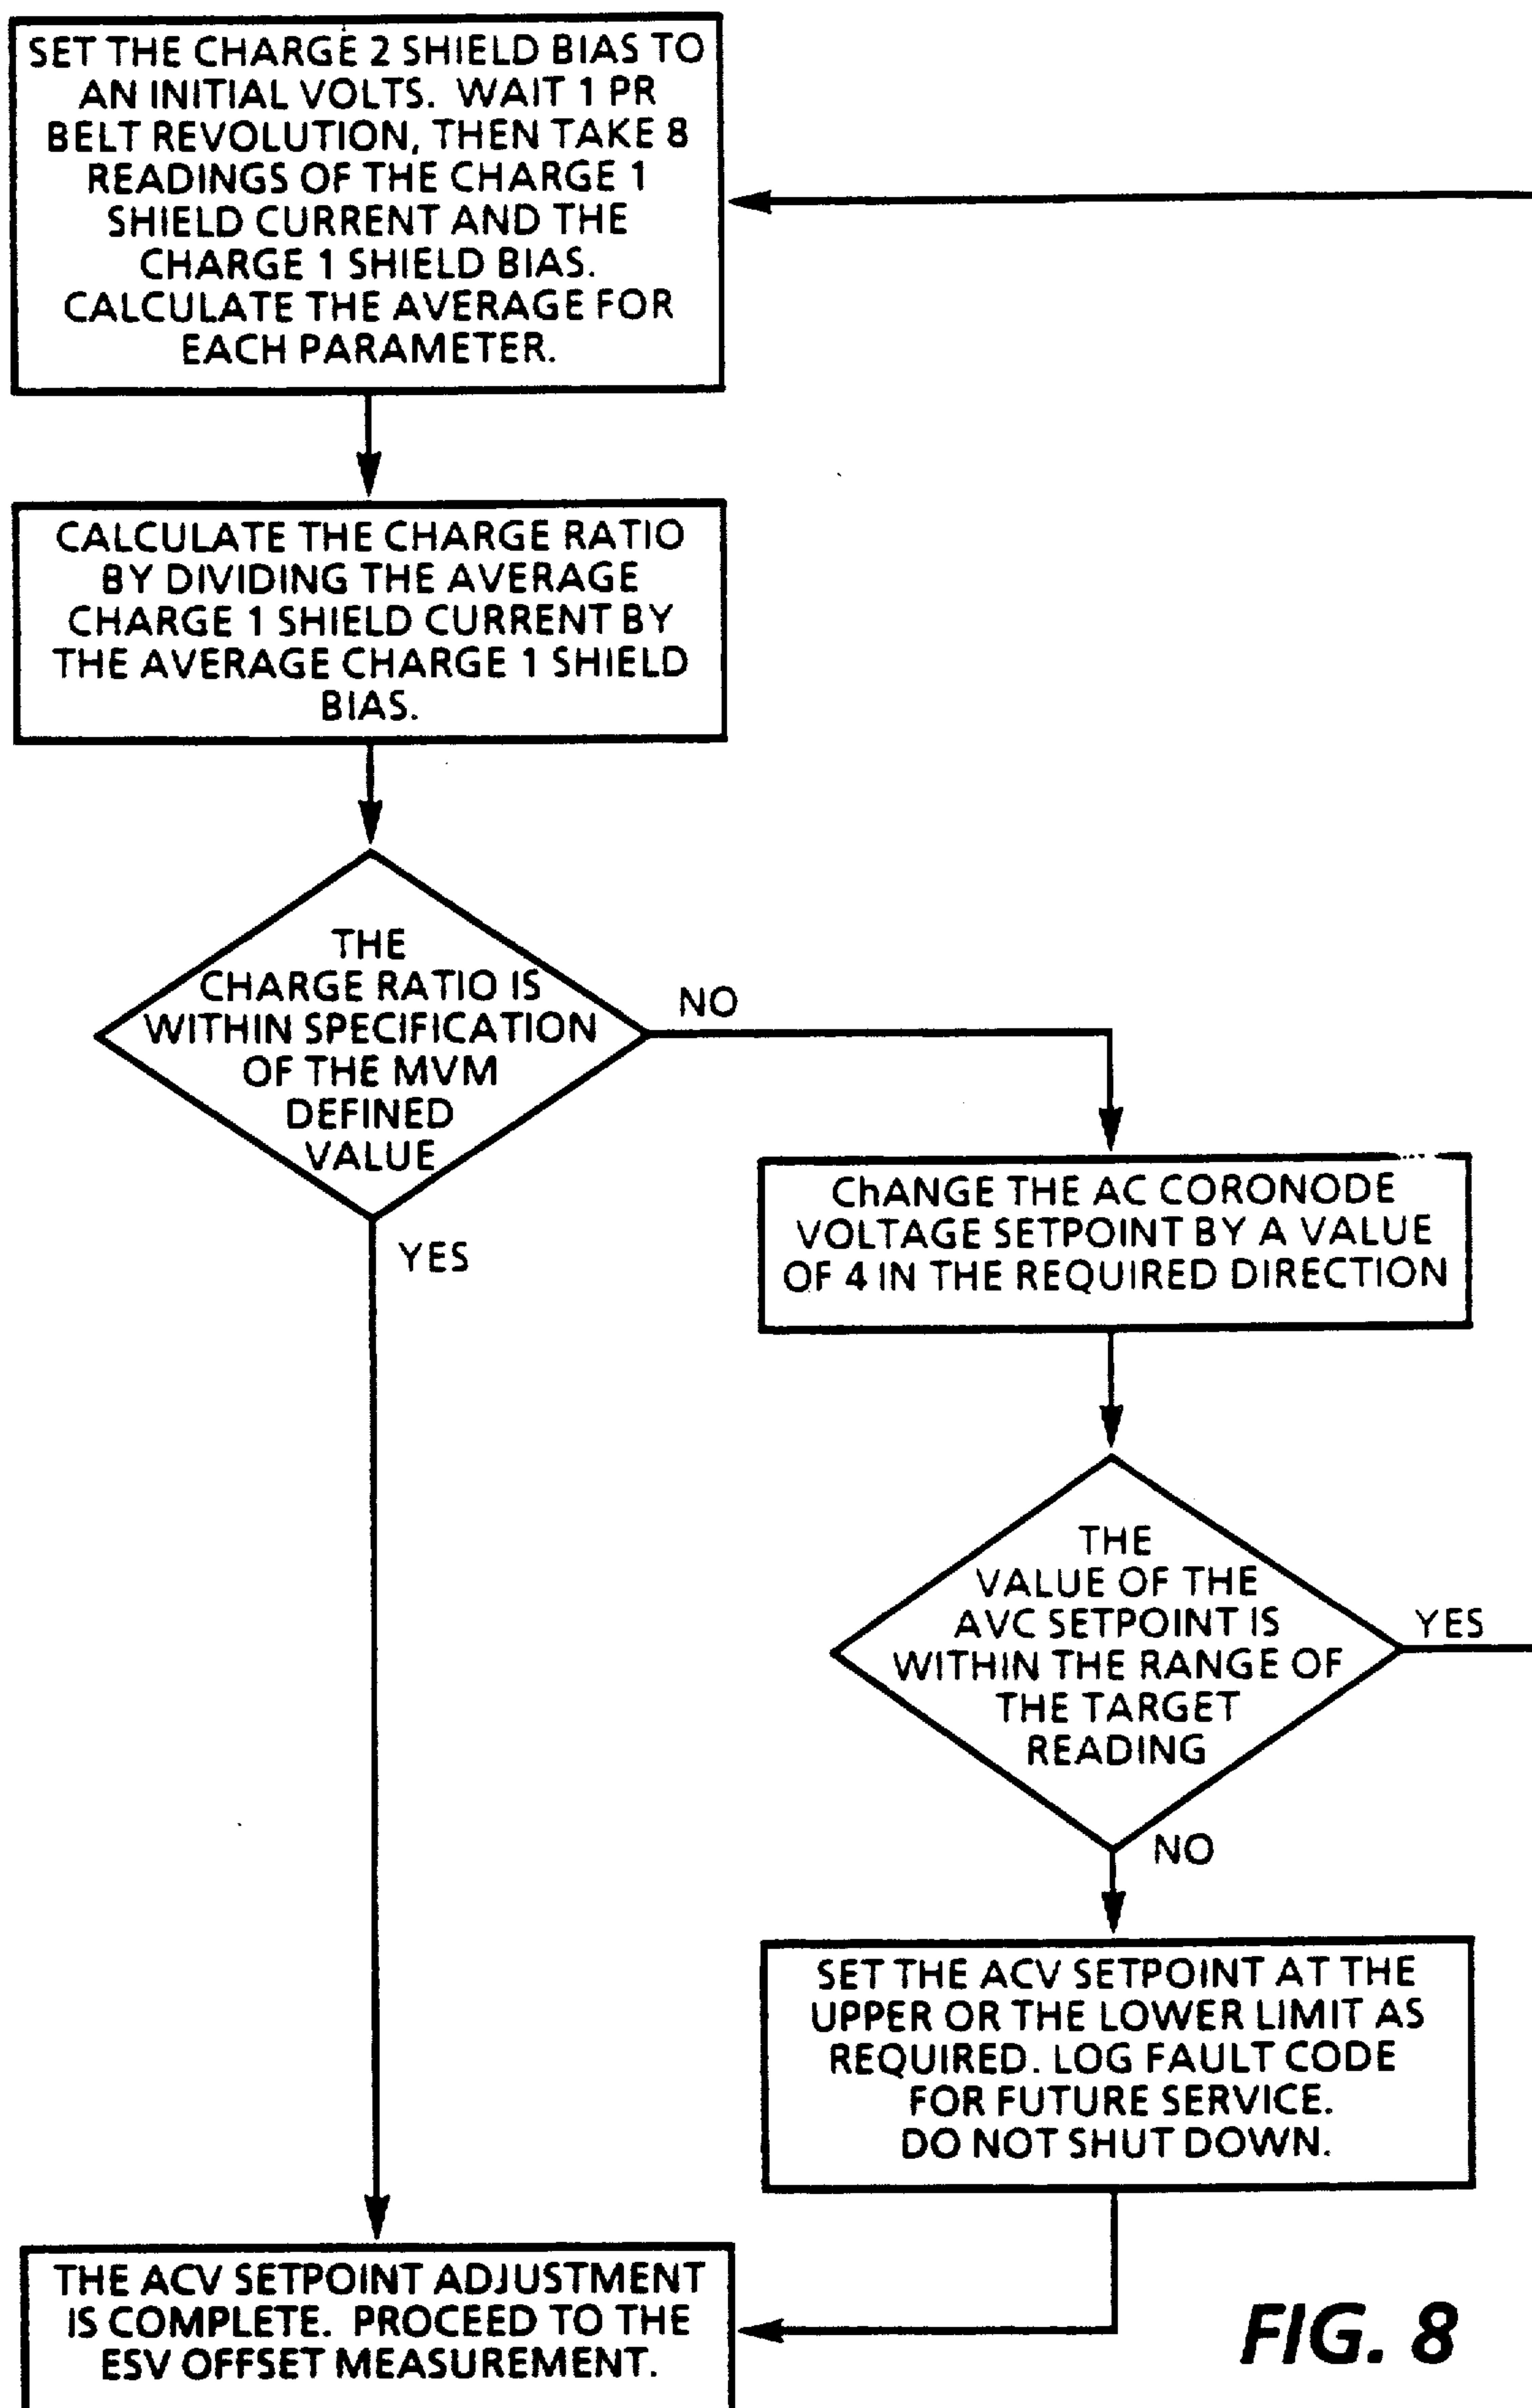 SET THE CHARGE 2 SHIELD BIAS TO
AN INITIAL VOLTS. WAIT 1 PR
BELT REVOLUTION, THEN TAKE 8
READINGS OF THE CHARGE 1
SHIELD CURRENT AND THE
CHARGE 1 SHIELD BIAS.
CALCULATE THE AVERAGE FOR
EACH PARAMETER.
CALCULATE THE CHARGE RATIO
BY DIVIDING THE AVERAGE
CHARGE 1 SHIELD CURRENT BY
THE AVERAGE CHARGE 1 SHIELD
BIAS.
THE
CHARGE RATIO IS
WITHIN SPECIFICATION
OF THE MVM
DEFINED
VALUE
NO
YES
ChANGE THE AC CORONODE
VOLTAGE SETPOINT BY A VALUE
OF 4 IN THE REQUIRED DIRECTION
THE
VALUE OF THE
AVC SETPOINT IS
WITHIN THE RANGE OF
THE TARGET
READING
YES
NO
SET THE ACV SETPOINT AT THE
UPPER OR THE LOWER LIMIT AS
REQUIRED. LOG FAULT CODE
FOR FUTURE SERVICE.
DO NOT SHUT DOWN.
THE ACV SETPOINT ADJUSTMENT
IS COMPLETE. PROCEED TO THE
ESV OFFSET MEASUREMENT.
FIG. 8